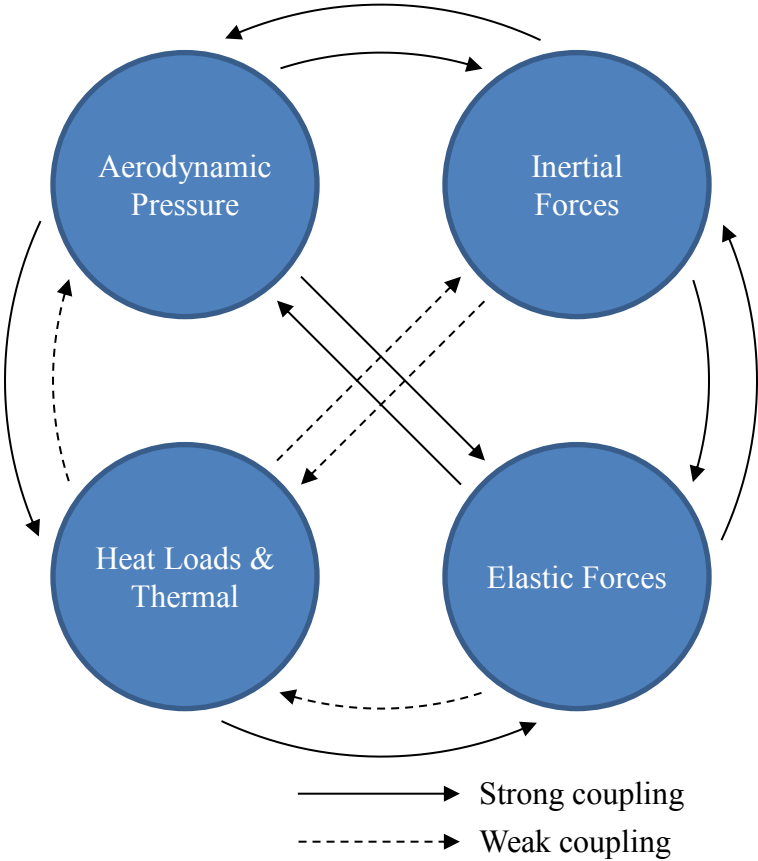 Aerodynamic
Pressure
Inertial
Forces
Heat Loads &
Thermal
Elastic Forces
Strong coupling
Weak coupling